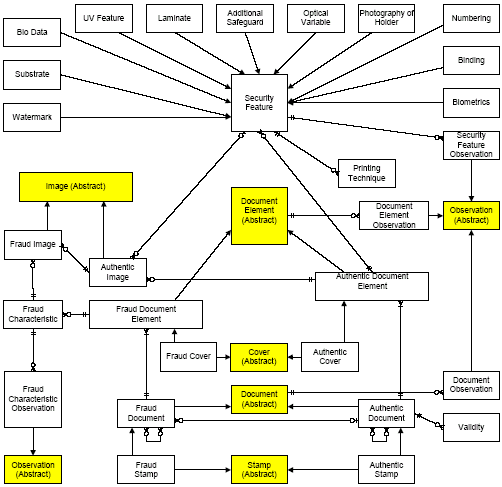 UV Feature
Laminate
Additional
Safeguard
Optical
Variable
Photography of
Holder
Numbering
Bio Data
Binding
Substrate
Security
Feature
Biometrics
Watermark
Security
Feature
Observation
Printing
Technique
Image (Abstract)
Document
Element
(Abstract)
Document
Element
Observation
Observation
(Abstract)
Fraud Image
Authentic
Image
Authentic Document
Element
Fraud
Characteristic
Fraud Document
Element
Fraud Cover
Cover
(Abstract)
Authentic
Cover
Fraud
Characteristic
Observation
Document
(Abstract)
Document
Observation
Fraud
Document
Authentic
Document
Validity
Observation
(Abstract)
Fraud
Stamp
Stamp
(Abstract)
Authentic
Stamp